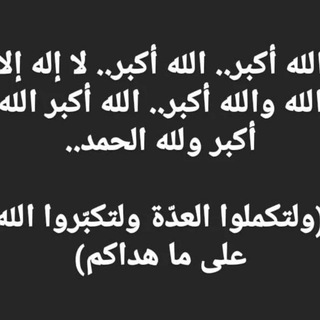 الله أكبر.. الله أكبر.. لا إله إلا
الله والله أكبر.. الله أكبر الله
أكبر ولله الحمد..
(ولتكملوا العدّة ولتكبّروا الله
على ما هداكم)